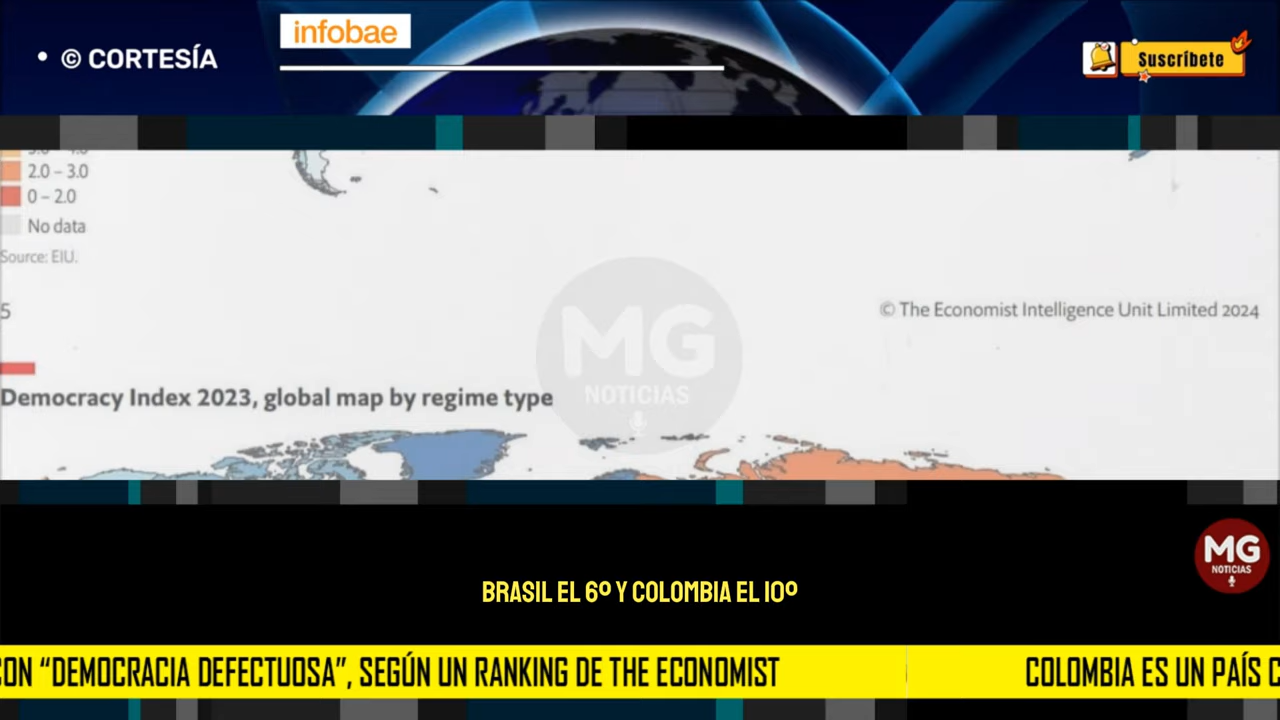 • © CORTESÍA
infobae
Suscríbete
2.0 – 3.0
0 – 2.0
No data
Source: EIU.
5
© The Economist Intelligence Unit Limited 2024
Democracy Index 2023, global map by regime type
MG
NOTICIAS
MG
NOTICIAS
BRASIL EL 6º Y COLOMBIA EL 10º
CON “DEMOCRACIA DEFECTUOSA”, SEGÚN UN RANKING DE THE ECONOMIST
COLOMBIA ES UN PAÍS C